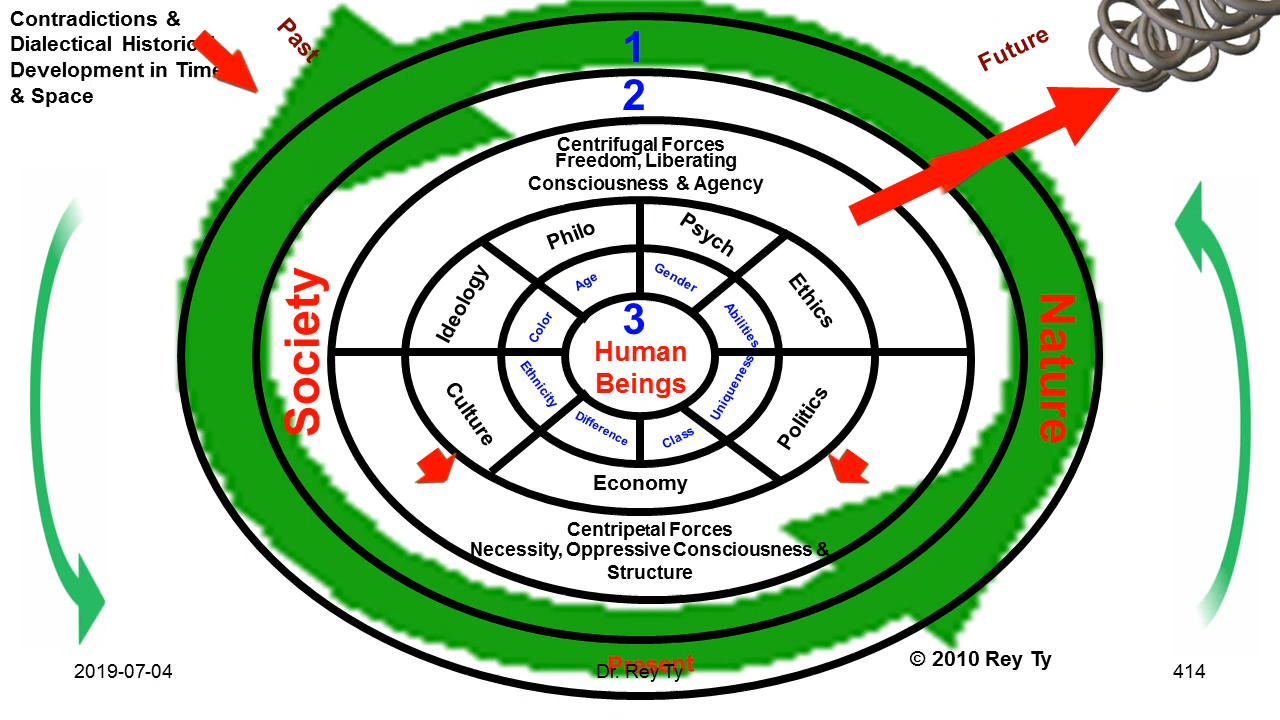 Contradictions &
Dialectical Historical
Development in Time
& Space
Past
Future
1
2
Centrifugal Forces
Freedom, Liberating
Consciousness & Agency
Philo
Psych
Ideology
Ethics
Age
Gender
Color
Abilities
3
Human
Beings
Society
Nature
Ethnicity
Uniqueness
Culture
Politics
Difference
Class
Economy
Centripetal Forces
Necessity, Oppressive Consciousness &
Structure
Present
© 2010 Rey Ty
2019-07-04
Dr. Rey Ty
414